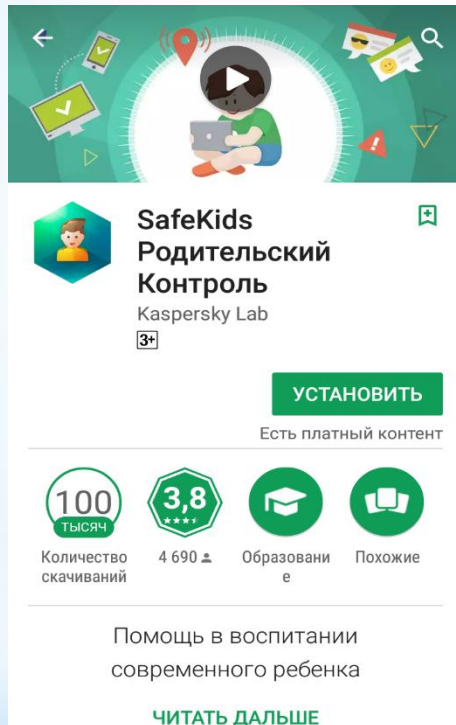 SafeKids
Родительский
Контроль
Kaspersky Lab
3+
УСТАНОВИТЬ
Есть платный контент
100
ТЫСЯЧ
3,8
Количество
скачиваний
4 690
Образовани
е
Похожие
Помощь в воспитании
современного ребенка
ЧИТАТЬ ДАЛЬШЕ